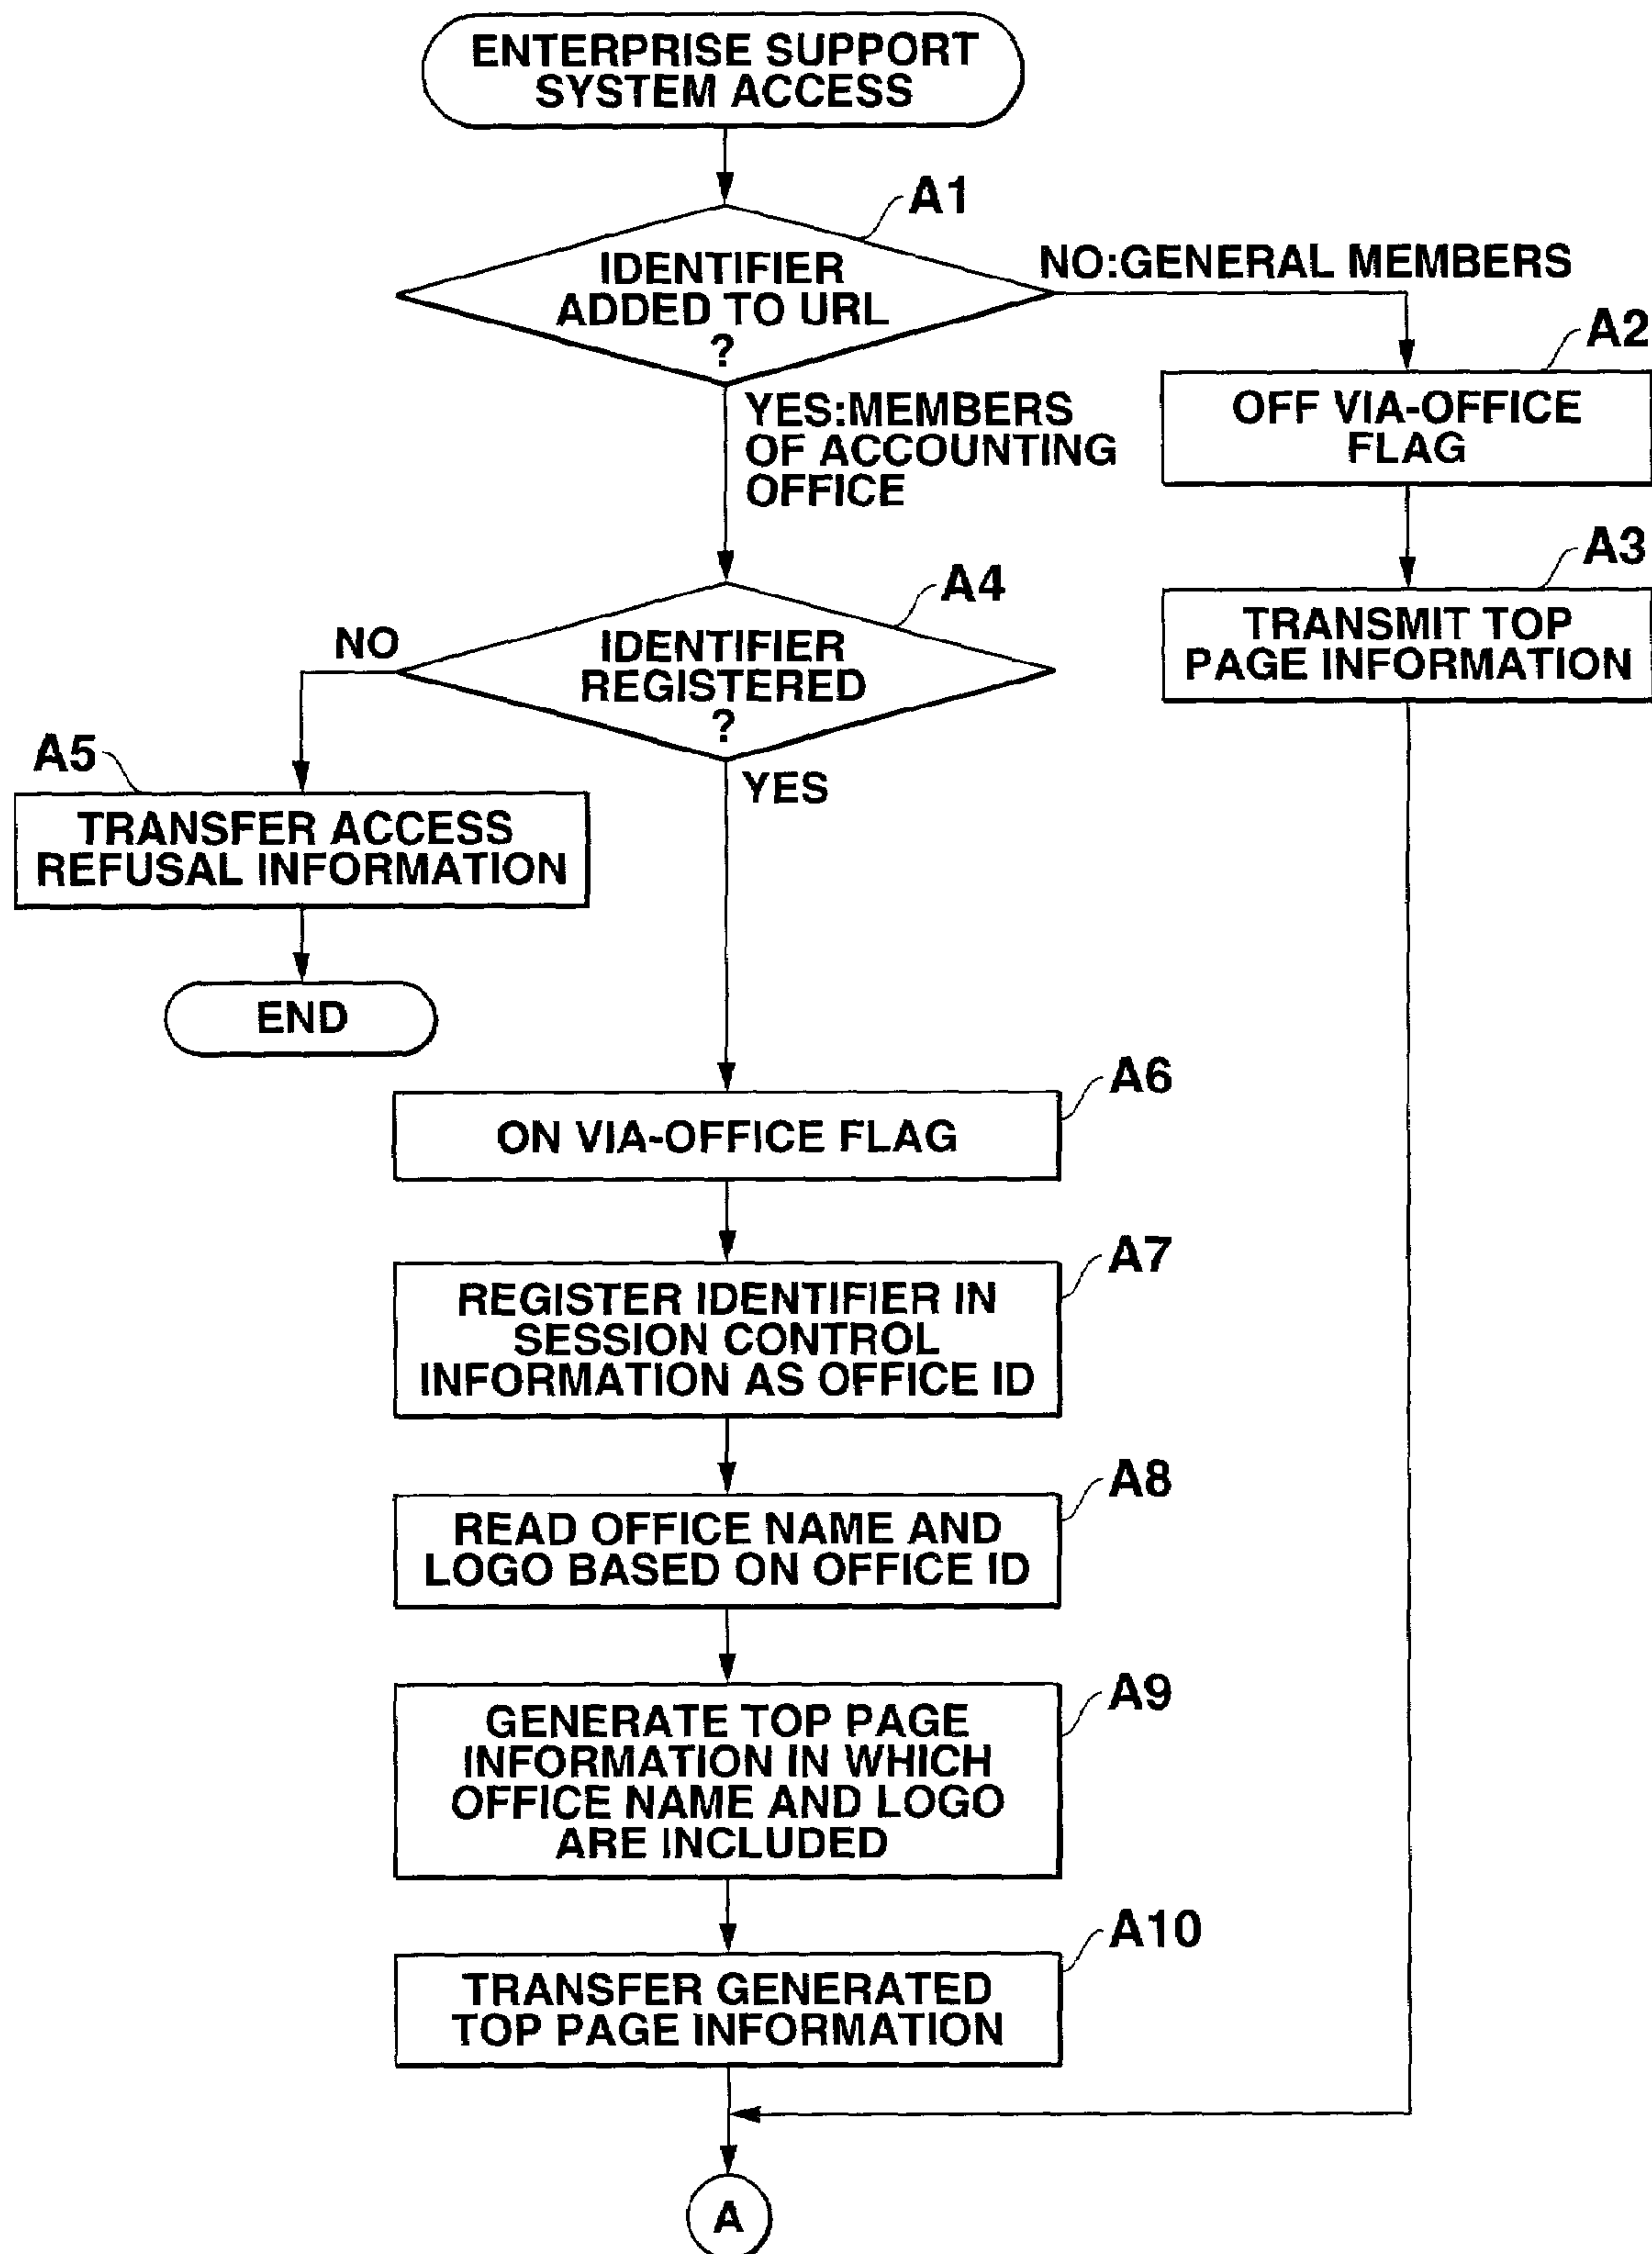 ENTERPRISE SUPPORT
SYSTEM ACCESS
A1
IDENTIFIER
ADDED TO URL
?
NO:GENERAL MEMBERS
A2
OFF VIA-OFFICE
FLAG
YES:MEMBERS
OF ACCOUNTING
OFFICE
A3
TRANSMIT TOP
PAGE INFORMATION
A4
IDENTIFIER
REGISTERED
?
NO
A5
TRANSFER ACCESS
REFUSAL INFORMATION
END
YES
A6
ON VIA-OFFICE FLAG
A7
REGISTER IDENTIFIER IN
SESSION CONTROL
INFORMATION AS OFFICE ID
A8
READ OFFICE NAME AND
LOGO BASED ON OFFICE ID
A9
GENERATE TOP PAGE
INFORMATION IN WHICH
OFFICE NAME AND LOGO
ARE INCLUDED
A10
TRANSFER GENERATED
TOP PAGE INFORMATION
A